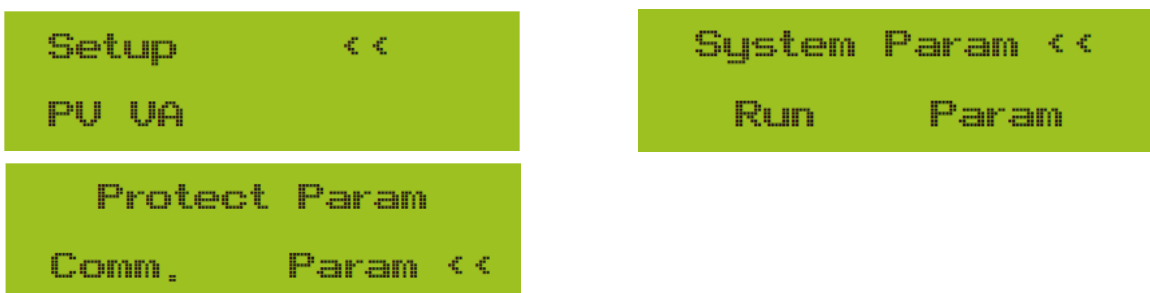 Setup <<
PV VA
System Param <<
Run Param
Protect Param
Comm. Param <<